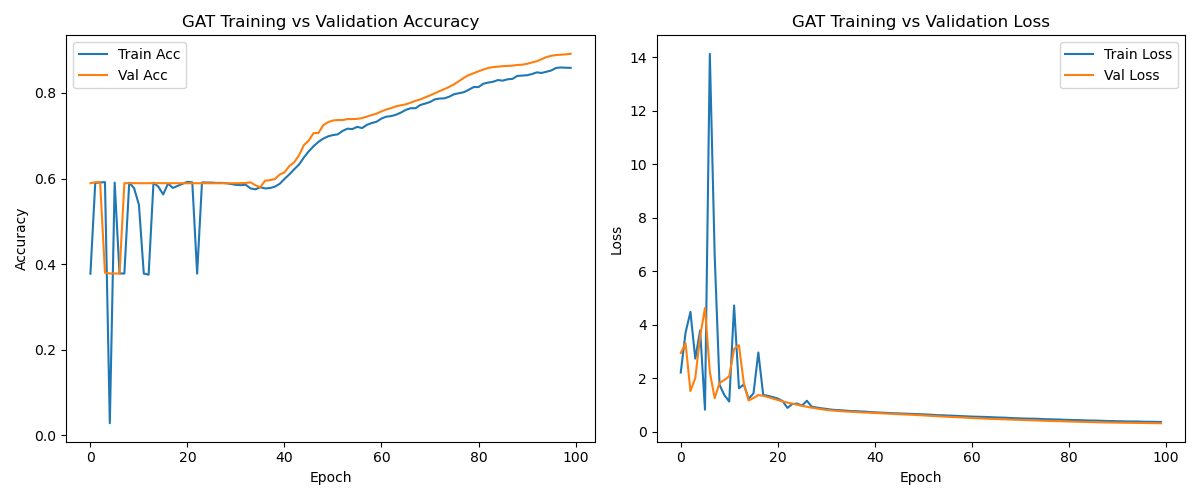 GAT Training vs Validation Accuracy
Train Acc
Val Acc
0.8
0.6
0.4
0.2
0.0
Accuracy
0 20 40 60 80 100
Epoch
GAT Training vs Validation Loss
Train Loss
Val Loss
14
12
10
8
6
4
2
0
Loss
0 20 40 60 80 100
Epoch